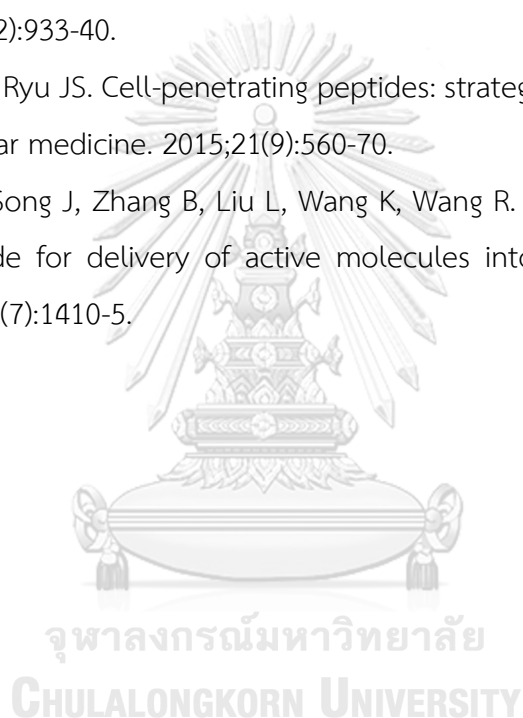 2):933-40.
Ryu JS. Cell-penetrating peptides: strateg
ar medicine. 2015;21(9):560-70.
Song J, Zhang B, Liu L, Wang K, Wang R.
de for delivery of active molecules into
(7):1410-5.
จุฬาลงกรณ์มหาวิทยาลัย
CHULALONGKORN UNIVERSITY